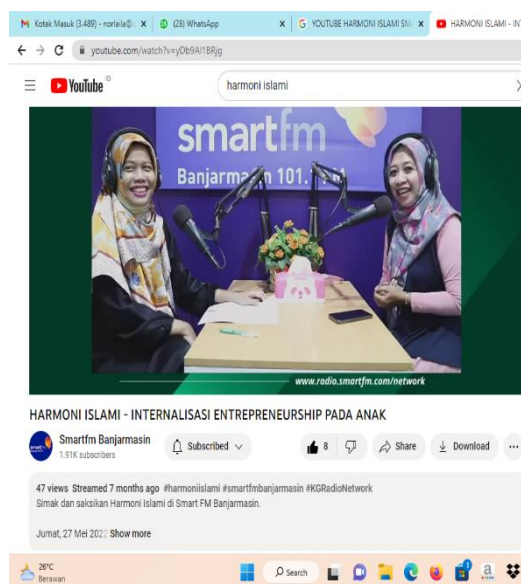 Kotak Masuk (3.489) - norlaila@
(28) WhatsApp
YOUTUBE HARMONI ISLAMI SM
HARMONI ISLAMI - INT
youtube.com/watch?v=yDb9AI1BRjg
YouTube ID
harmoni islami
smartfm
Banjarmasin 101.
www.radio.smartfm.com/network
HARMONI ISLAMI - INTERNALISASI ENTREPRENEURSHIP PADA ANAK
Smartfm Banjarmasin
1.91K subscribers
Subscribed
8
Share
Download
47 views Streamed 7 months ago #harmoniislami #smartfmbanjarmasin #KGRadioNetwork
Simak dan saksikan Harmoni Islami di Smart FM Banjarmasin.
Jumat, 27 Mei 2022 Show more
26°C
Berawan
Search